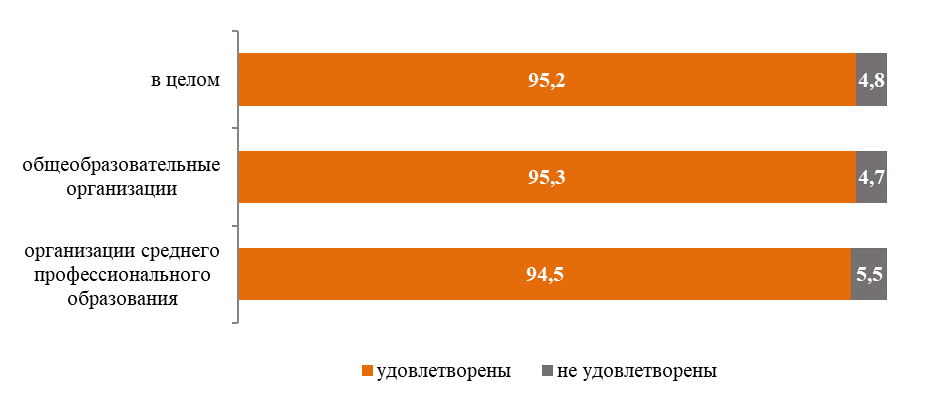 в целом
95,2
4,8
общеобразовательные
организации
95,3
4,7
организации среднего
профессионального
образования
94,5
5,5
удовлетворены
не удовлетворены